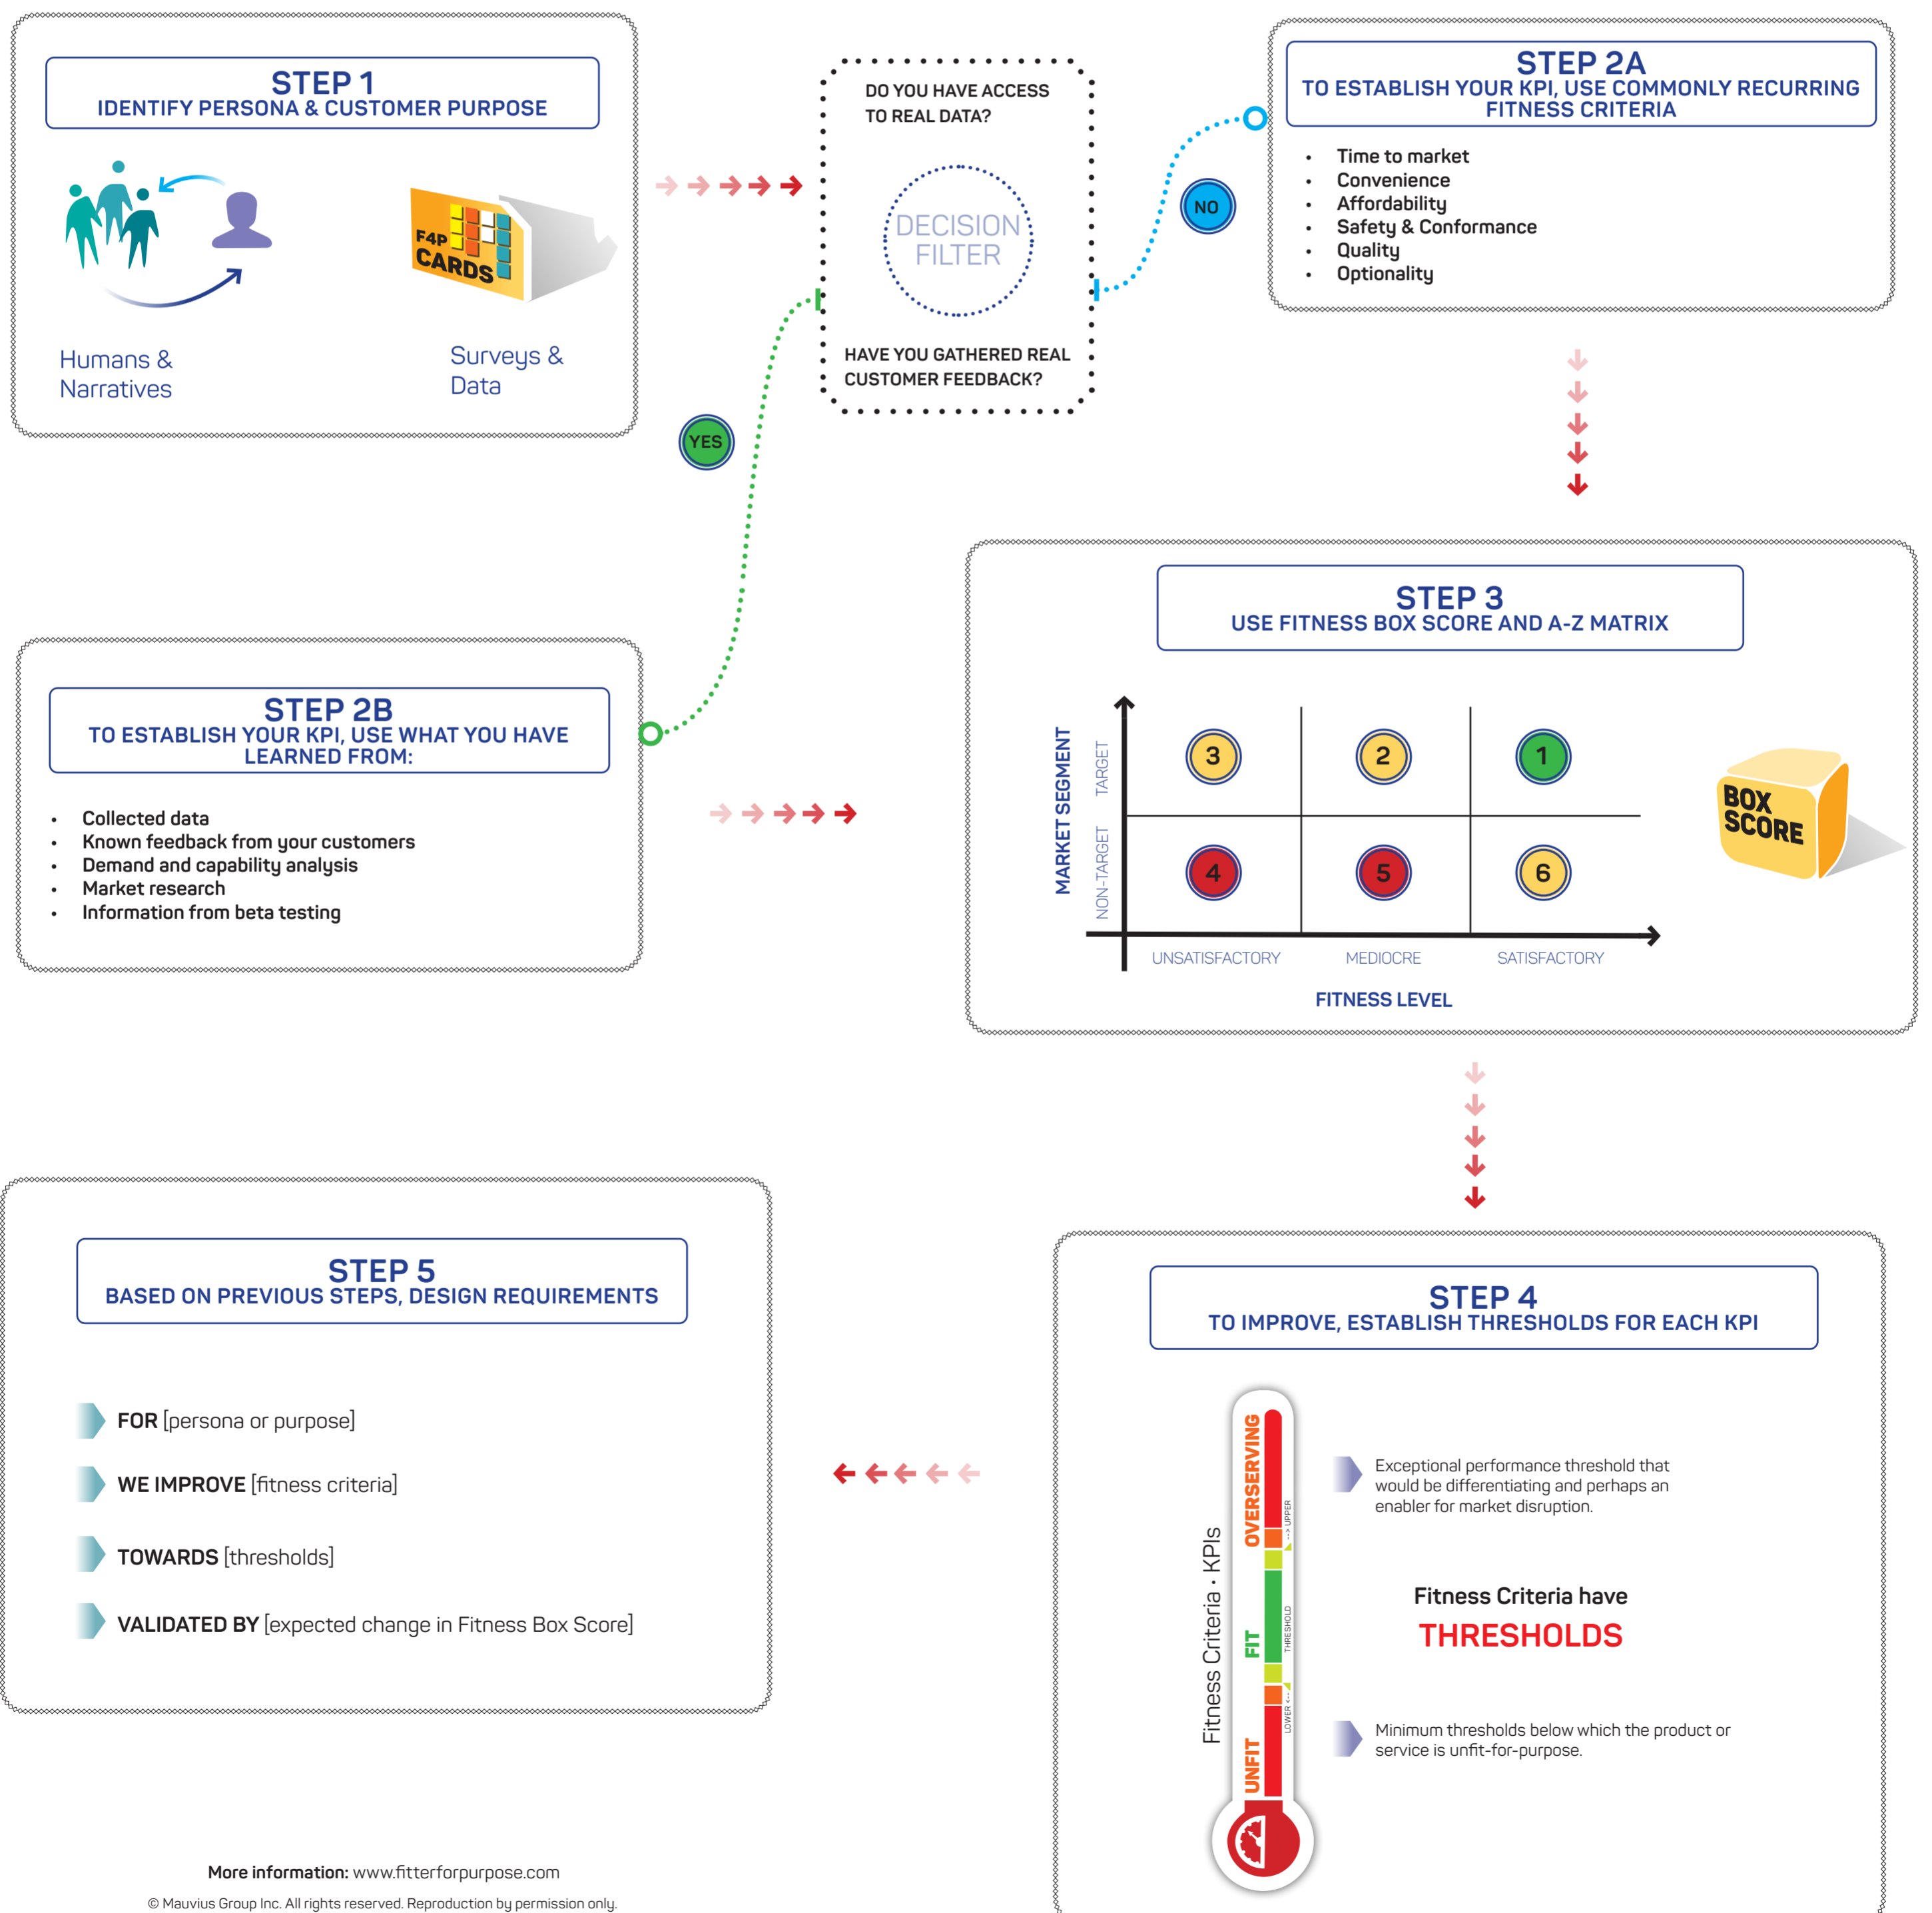 STEP 1
IDENTIFY PERSONA & CUSTOMER PURPOSE
F4P
CARDS
Humans &
Narratives
Surveys &
Data
DO YOU HAVE ACCESS
TO REAL DATA?
DECISION
FILTER
HAVE YOU GATHERED REAL
CUSTOMER FEEDBACK?
NO
YES
STEP 2A
TO ESTABLISH YOUR KPI, USE COMMONLY RECURRING
FITNESS CRITERIA
• Time to market
• Convenience
• Affordability
• Safety & Conformance
• Quality
• Optionality
STEP 2B
TO ESTABLISH YOUR KPI, USE WHAT YOU HAVE
LEARNED FROM:
• Collected data
• Known feedback from your customers
• Demand and capability analysis
• Market research
• Information from beta testing
STEP 3
USE FITNESS BOX SCORE AND A-Z MATRIX
MARKET SEGMENT
TARGET
NON-TARGET
3
2
1
4
5
6
UNSATISFACTORY
MEDIOCRE
SATISFACTORY
FITNESS LEVEL
BOX
SCORE
STEP 4
TO IMPROVE, ESTABLISH THRESHOLDS FOR EACH KPI
Fitness Criteria • KPIs
OVERSERVING
FIT
UNFIT
--> UPPER
THRESHOLD
LOWER <--
Exceptional performance threshold that
would be differentiating and perhaps an
enabler for market disruption.
Fitness Criteria have
THRESHOLDS
Minimum thresholds below which the product or
service is unfit-for-purpose.
STEP 5
BASED ON PREVIOUS STEPS, DESIGN REQUIREMENTS
FOR [persona or purpose]
WE IMPROVE [fitness criteria]
TOWARDS [thresholds]
VALIDATED BY [expected change in Fitness Box Score]
More information: www.fitterforpurpose.com
© Mauvius Group Inc. All rights reserved. Reproduction by permission only.